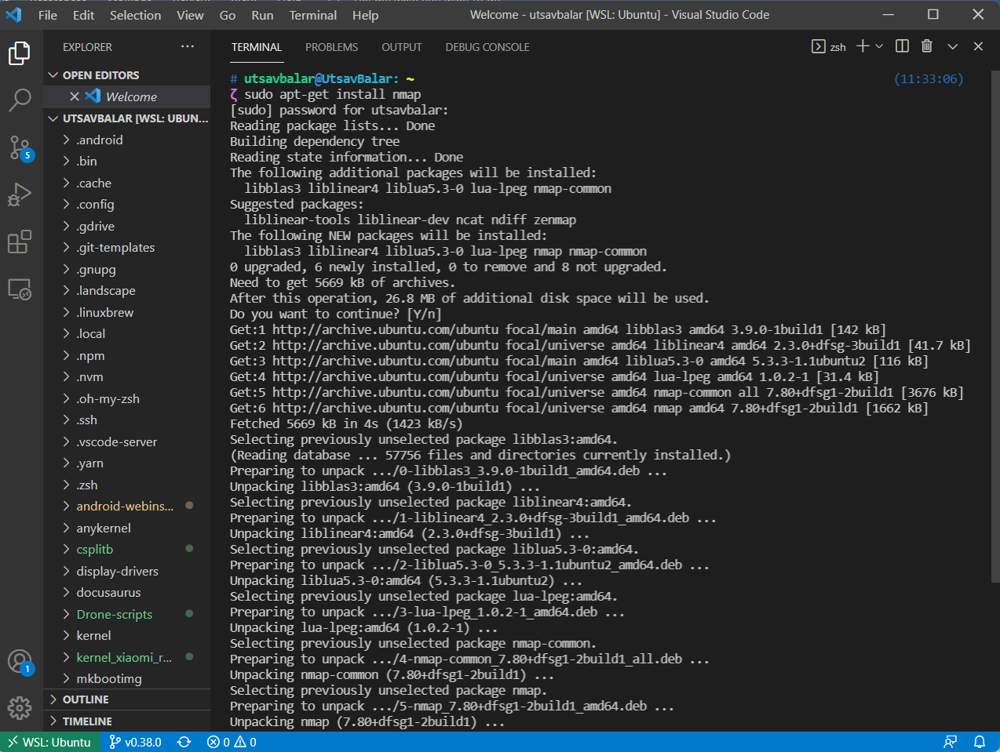 File Edit Selection View Go Run Terminal Help
Welcome - utsavbalar [WSL: Ubuntu] - Visual Studio Code
EXPLORER
OPEN EDITORS
Welcome
UTSAVBALAR [WSL: UBUN...
.android
.bin
.cache
.config
.gdrive
.git-templates
.gnupg
.landscape
.linuxbrew
.local
.npm
.nvm
.oh-my-zsh
.ssh
.vscode-server
.yarn
.zsh
android-webins...
anykernel
csplitb
display-drivers
docusaurus
Drone-scripts
kernel
kernel_xiaomi_r...
mkbootimg
OUTLINE
TIMELINE
5
1
TERMINAL PROBLEMS OUTPUT DEBUG CONSOLE
zsh
# utsavbalar@UtsavBalar: ~ (11:33:06)
ζ sudo apt-get install nmap
[sudo] password for utsavbalar:
Reading package lists... Done
Building dependency tree
Reading state information... Done
The following additional packages will be installed:
libblas3 liblinear4 liblua5.3-0 lua-lpeg nmap-common
Suggested packages:
liblinear-tools liblinear-dev ncat ndiff zenmap
The following NEW packages will be installed:
libblas3 liblinear4 liblua5.3-0 lua-lpeg nmap nmap-common
0 upgraded, 6 newly installed, 0 to remove and 8 not upgraded.
Need to get 5669 kB of archives.
After this operation, 26.8 MB of additional disk space will be used.
Do you want to continue? [Y/n]
Get:1 http://archive.ubuntu.com/ubuntu focal/main amd64 libblas3 amd64 3.9.0-1build1 [142 kB]
Get:2 http://archive.ubuntu.com/ubuntu focal/universe amd64 liblinear4 amd64 2.3.0+dfsg-3build1 [41.7 kB]
Get:3 http://archive.ubuntu.com/ubuntu focal/main amd64 liblua5.3-0 amd64 5.3.3-1.1ubuntu2 [116 kB]
Get:4 http://archive.ubuntu.com/ubuntu focal/universe amd64 lua-lpeg amd64 1.0.2-1 [31.4 kB]
Get:5 http://archive.ubuntu.com/ubuntu focal/universe amd64 nmap-common all 7.80+dfsg1-2build1 [3676 kB]
Get:6 http://archive.ubuntu.com/ubuntu focal/universe amd64 nmap amd64 7.80+dfsg1-2build1 [1662 kB]
Fetched 5669 kB in 4s (1423 kB/s)
Selecting previously unselected package libblas3:amd64.
(Reading database ... 57756 files and directories currently installed.)
Preparing to unpack .../0-libblas3_3.9.0-1build1_amd64.deb ...
Unpacking libblas3:amd64 (3.9.0-1build1) ...
Selecting previously unselected package liblinear4:amd64.
Preparing to unpack .../1-liblinear4_2.3.0+dfsg-3build1_amd64.deb ...
Unpacking liblinear4:amd64 (2.3.0+dfsg-3build1) ...
Selecting previously unselected package liblua5.3-0:amd64.
Preparing to unpack .../2-liblua5.3-0_5.3.3-1.1ubuntu2_amd64.deb ...
Unpacking liblua5.3-0:amd64 (5.3.3-1.1ubuntu2) ...
Selecting previously unselected package lua-lpeg:amd64.
Preparing to unpack .../3-lua-lpeg_1.0.2-1_amd64.deb ...
Unpacking lua-lpeg:amd64 (1.0.2-1) ...
Selecting previously unselected package nmap-common.
Preparing to unpack .../4-nmap-common_7.80+dfsg1-2build1_all.deb ...
Unpacking nmap-common (7.80+dfsg1-2build1) ...
Selecting previously unselected package nmap.
Preparing to unpack .../5-nmap_7.80+dfsg1-2build1_amd64.deb ...
Unpacking nmap (7.80+dfsg1-2build1) ...
WSL: Ubuntu v0.38.0 0 0